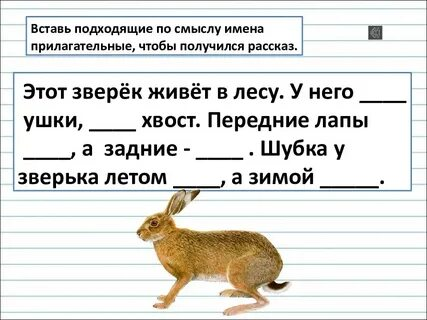 Вставь подходящие по смыслу имена
прилагательные, чтобы получился рассказ.
Этот зверёк живёт в лесу. У него ____
ушки, ____ хвост. Передние лапы
____, а задние - ____ . Шубка у
зверька летом ____, а зимой _____.